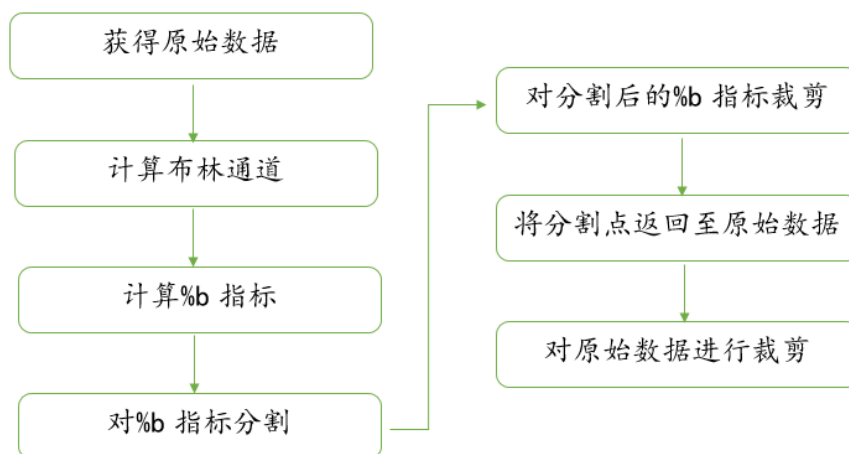 获得原始数据
计算布林通道
计算%b 指标
对%b 指标分割
对分割后的%b 指标裁剪
将分割点返回至原始数据
对原始数据进行裁剪